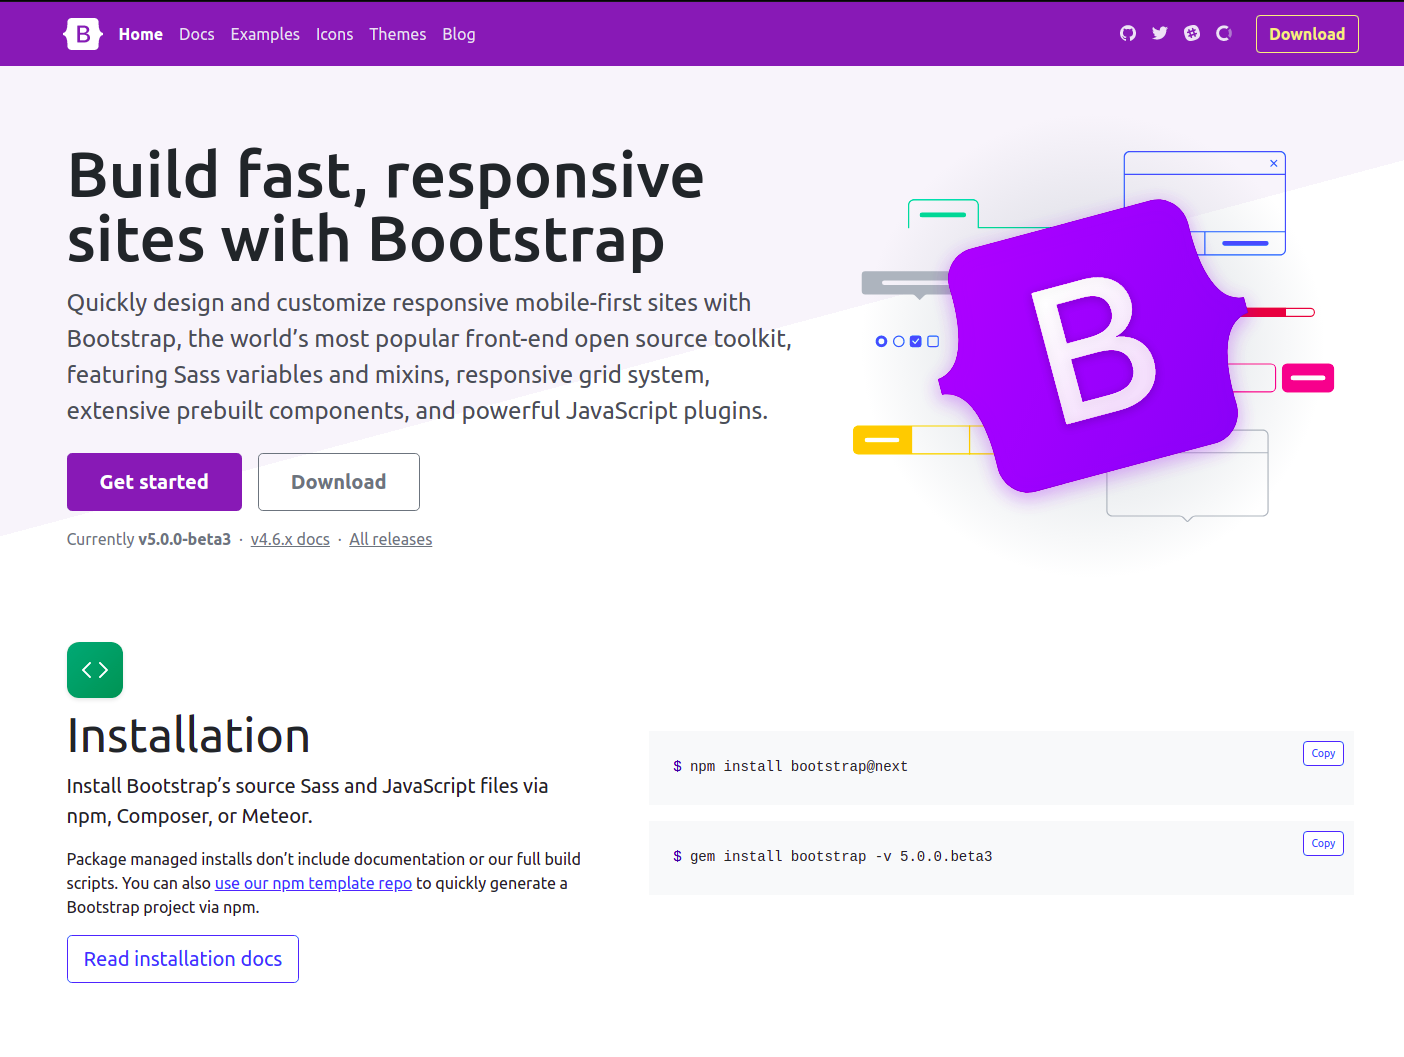 B Home Docs Examples Icons Themes Blog Download
Build fast, responsive
sites with Bootstrap
Quickly design and customize responsive mobile-first sites with
Bootstrap, the world’s most popular front-end open source toolkit,
featuring Sass variables and mixins, responsive grid system,
extensive prebuilt components, and powerful JavaScript plugins.
Get started Download
Currently v5.0.0-beta3 · v4.6.x docs · All releases
B
Installation
Install Bootstrap’s source Sass and JavaScript files via
npm, Composer, or Meteor.
Package managed installs don’t include documentation or our full build
scripts. You can also use our npm template repo to quickly generate a
Bootstrap project via npm.
Read installation docs
$ npm install bootstrap@next
Copy
$ gem install bootstrap -v 5.0.0.beta3
Copy